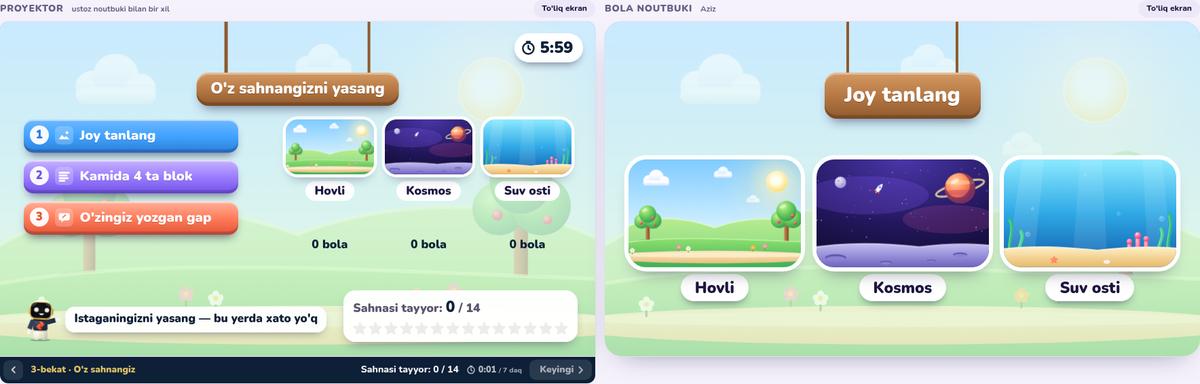 PROYEKTOR ustoz noutbuki bilan bir xil
To'liq ekran
5:59
O'z sahnangizni yasang
1 Joy tanlang
2 Kamida 4 ta blok
3 O'zingiz yozgan gap
Hovli Kosmos Suv osti
0 bola 0 bola 0 bola
Istaganingizni yasang — bu yerda xato yo'q
Sahnasi tayyor: 0 / 14
3-bekat · O'z sahnangiz
Sahnasi tayyor: 0 / 14
0:01 / 7 daq
Keyingi
BOLA NOUTBUKI Aziz
To'liq ekran
Joy tanlang
Hovli Kosmos Suv osti